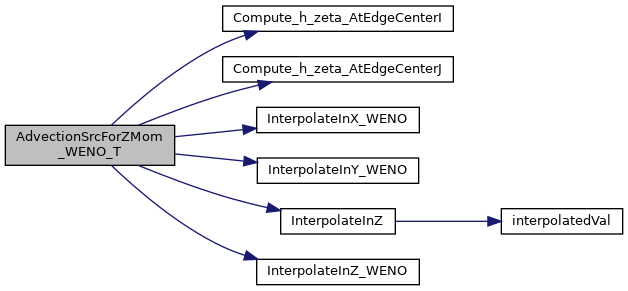 Compute_h_zeta_AtEdgeCenterI
Compute_h_zeta_AtEdgeCenterJ
InterpolateInX_WENO
AdvectionSrcForZMom
_WENO_T
InterpolateInY_WENO
InterpolateInZ
interpolatedVal
InterpolateInZ_WENO